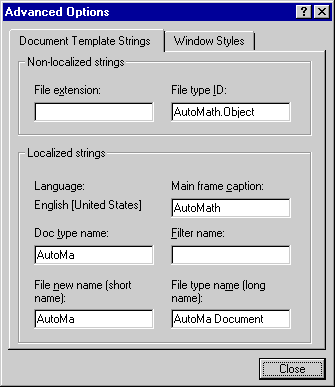 Advanced Options
Document Template Strings Window Styles
Non-localized strings
File extension: File type ID:
AutoMath.Object
Localized strings
Language: Main frame caption:
English [United States] AutoMath
Doc type name: Filter name:
AutoMa
File new name (short name): File type name (long name):
AutoMa AutoMa Document
Close